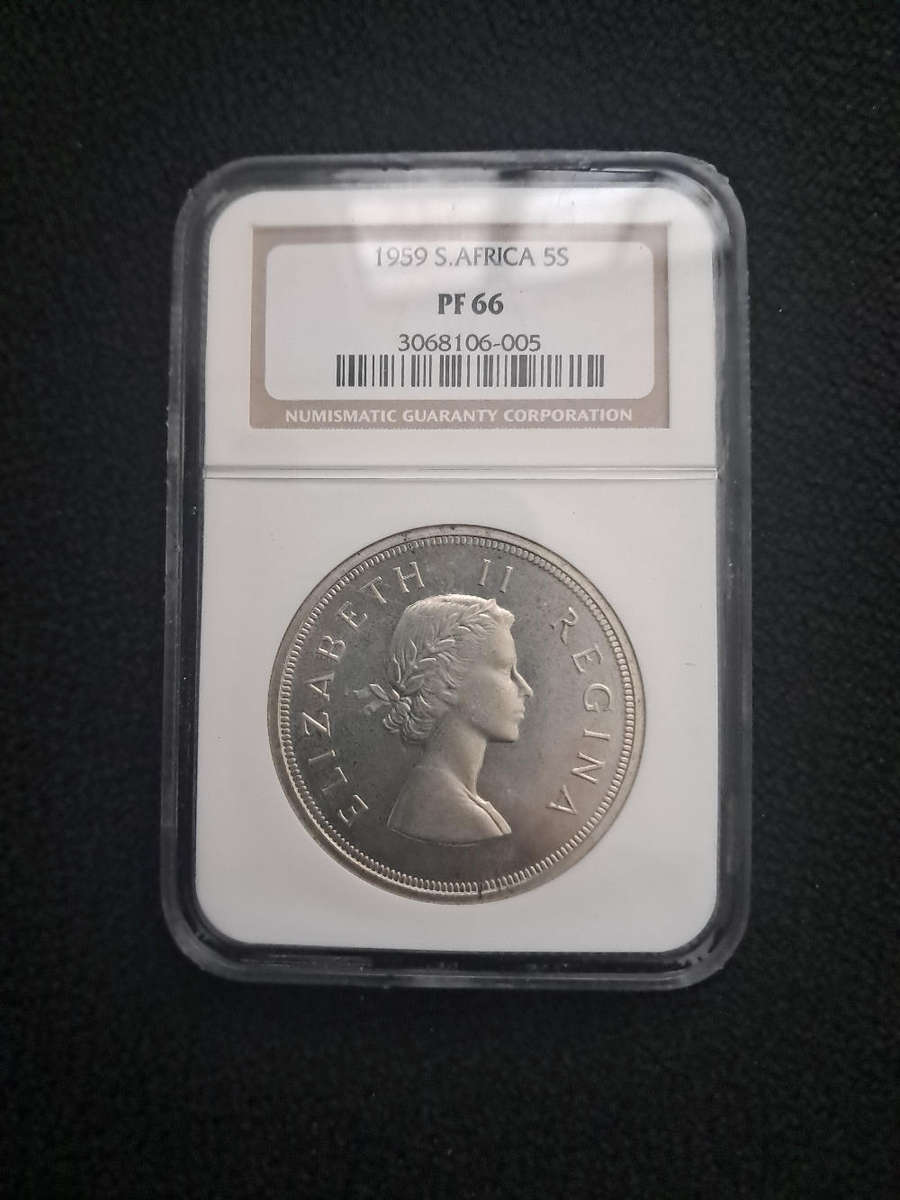 1959 S.AFRICA 5S
PF 66
3068106-005
NUMISMATIC GUARANTY CORPORATION
ELIZABETH II REGINA